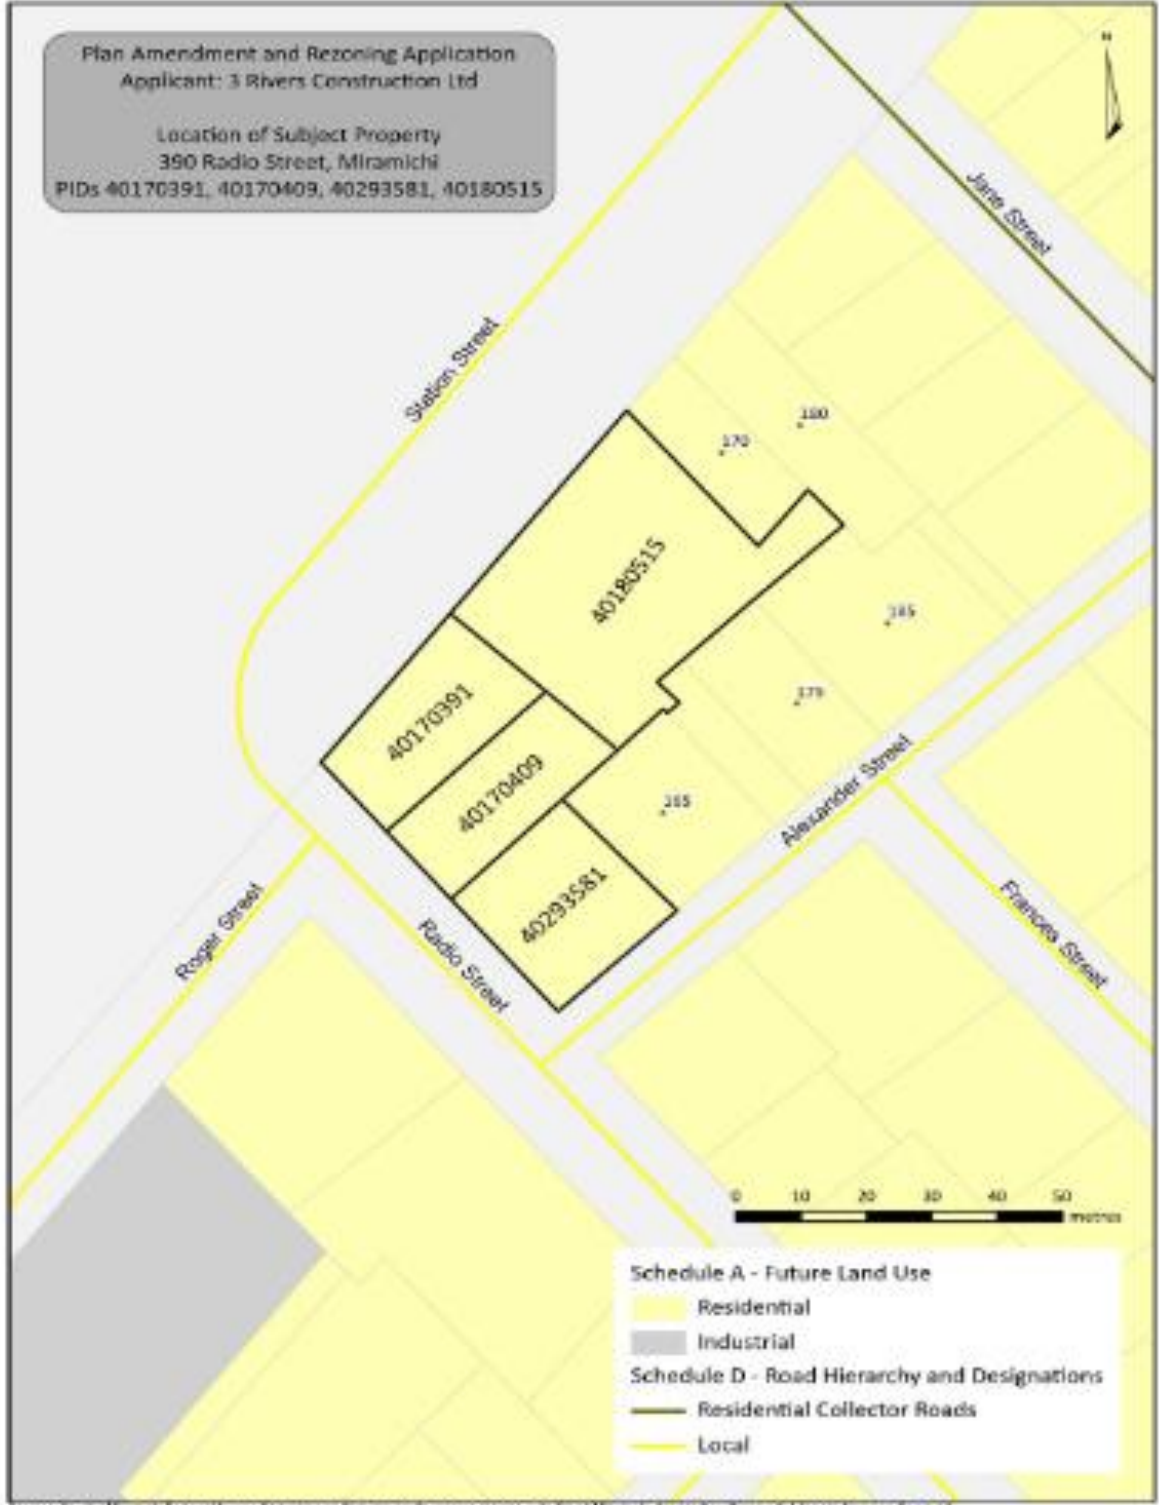 Plan Amendment and Rezoning Application
Applicant: 3 Rivers Construction Ltd
Location of Subject Property
390 Radio Street, Miramichi
PIDs 40170391, 40170409, 40293581, 40180515
N
Jane Street
Station Street
180
170
40180515
185
40170391
175
40170409
165
Alexander Street
40293581
Roger Street
Radio Street
Frances Street
0 10 20 30 40 50
metres
Schedule A - Future Land Use
Residential
Industrial
Schedule D - Road Hierarchy and Designations
Residential Collector Roads
Local